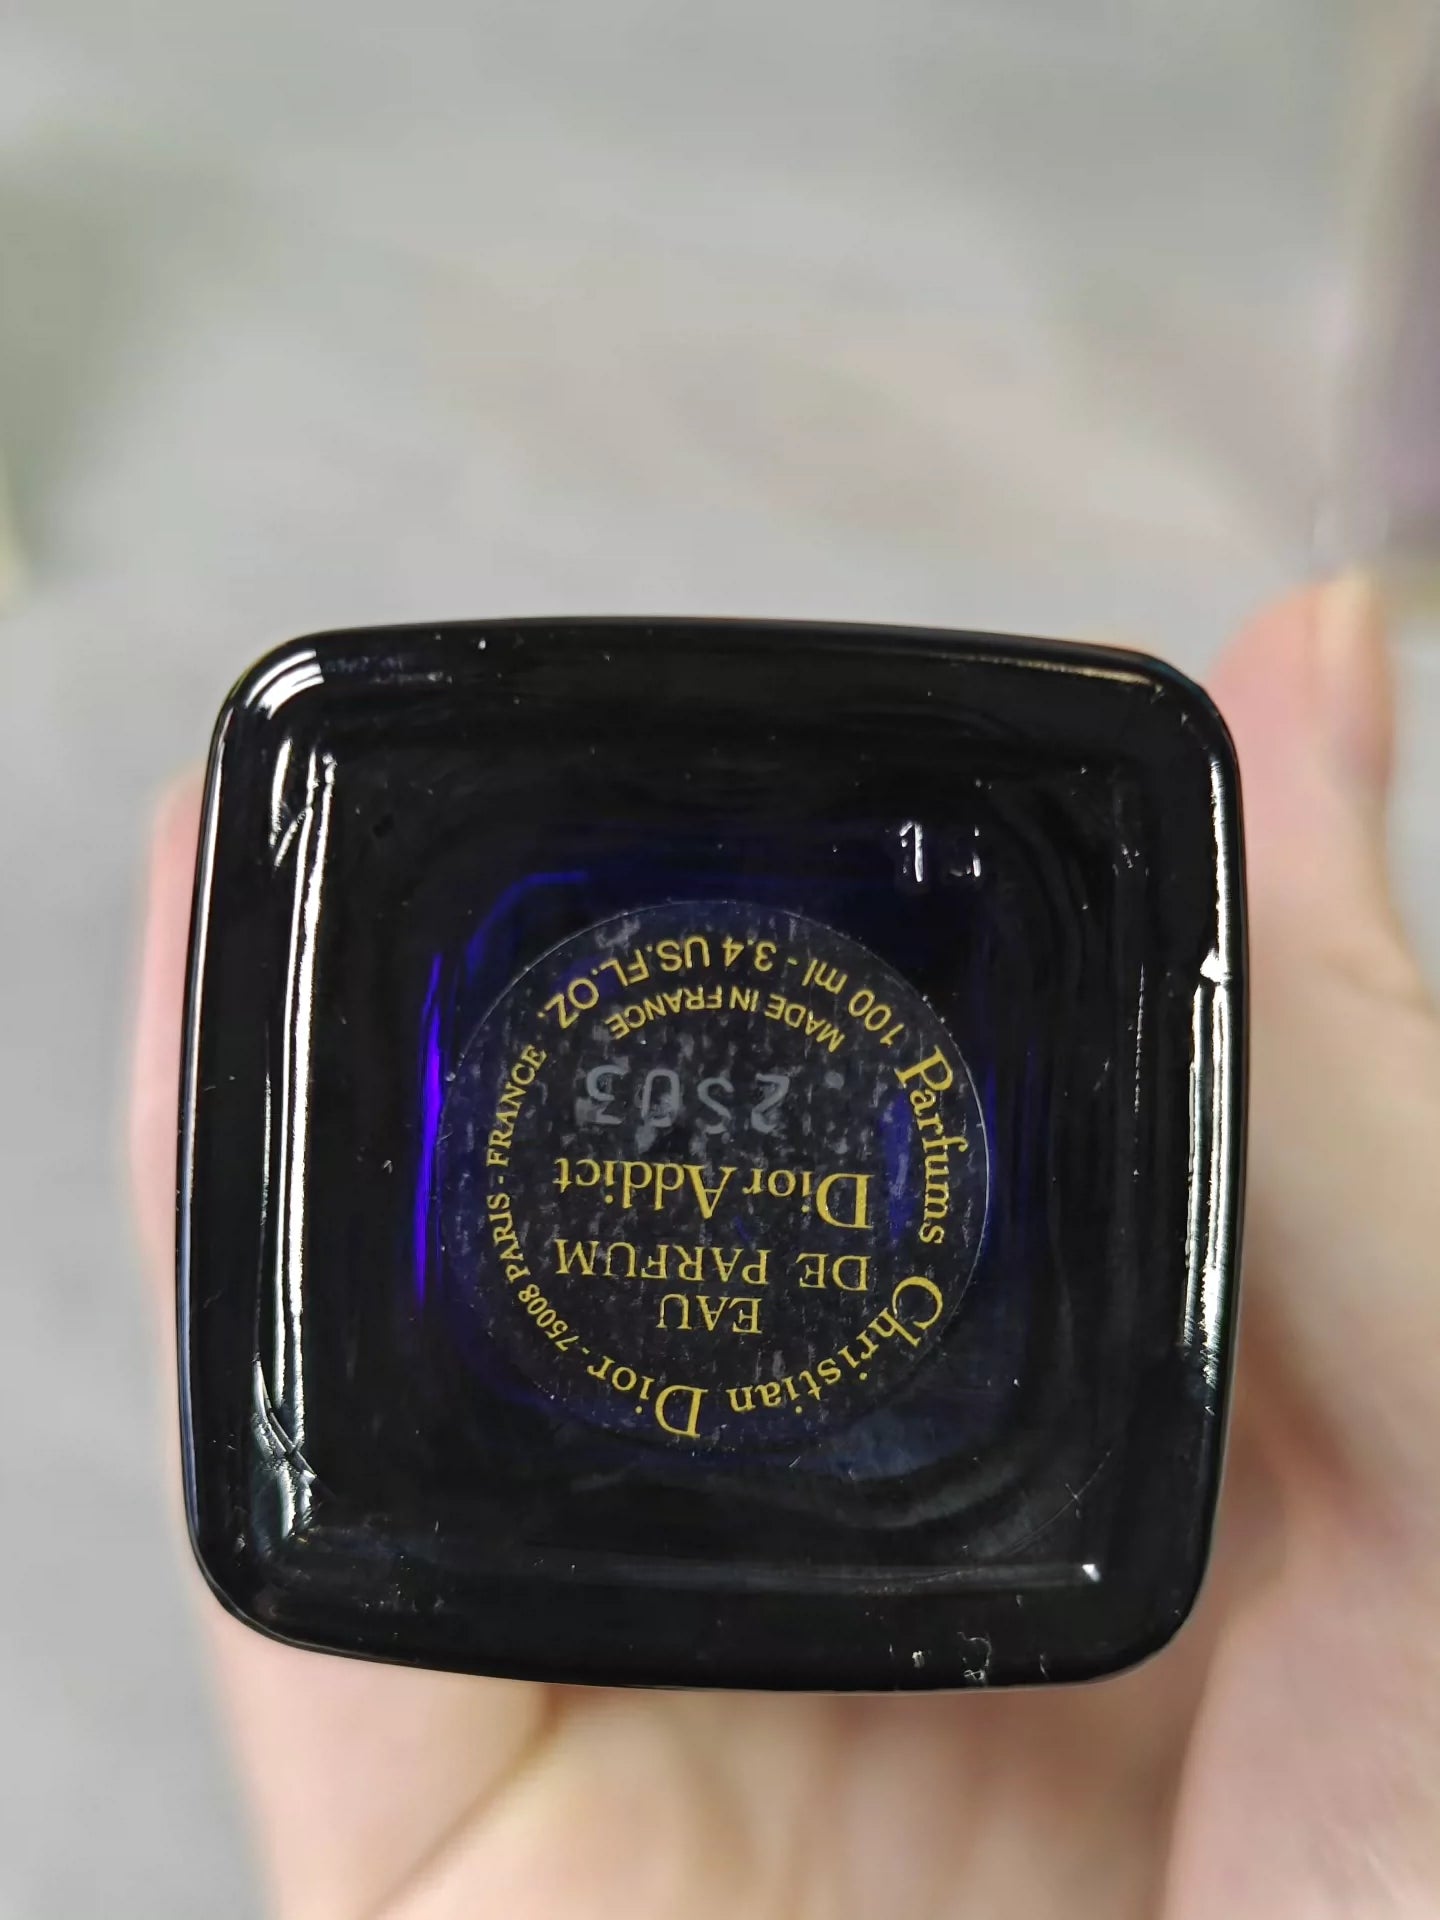 Parfums Christian Dior - 75008 PARIS - FRANCE
EAU
DE PARFUM
Dior Addict
2S03
MADE IN FRANCE
100 ml - 3.4 US.FL.OZ.